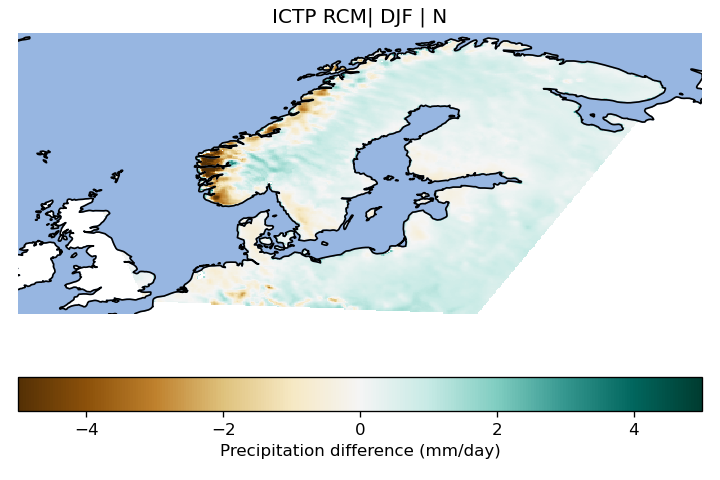 ICTP RCM| DJF | N
−4 −2 0 2 4
Precipitation difference (mm/day)